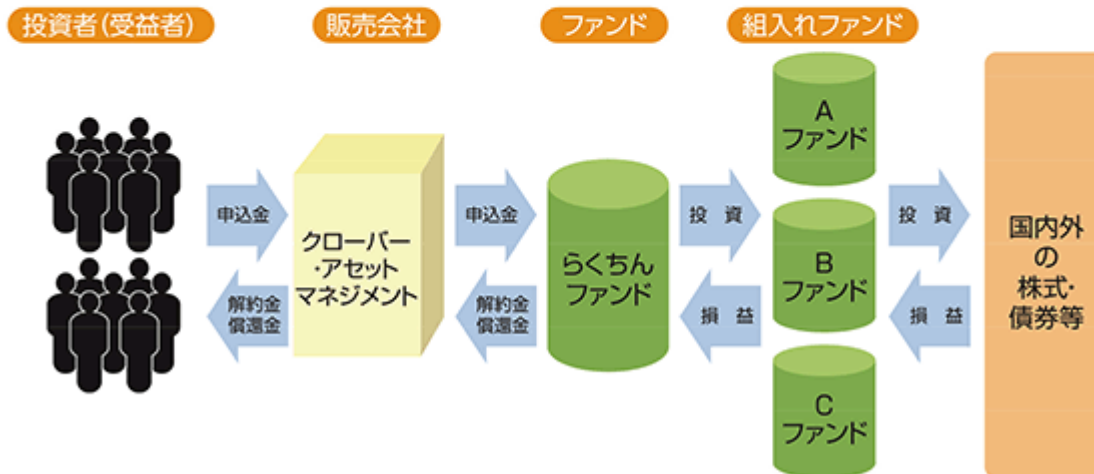 投資者(受益者)
販売会社
ファンド
組入れファンド
申込金
解約金
償還金
クローバー
・アセット
マネジメント
申込金
解約金
償還金
らくちん
ファンド
投 資
損 益
A
ファンド
B
ファンド
C
ファンド
投 資
損 益
国内外
の
株式・
債券等